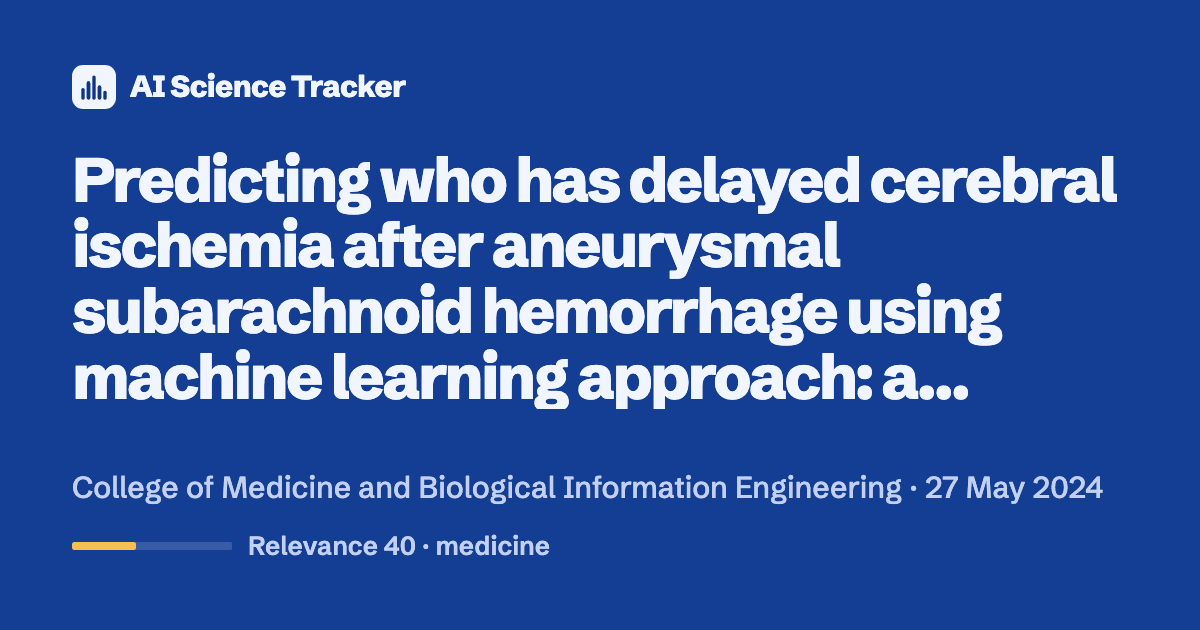 AI Science Tracker
Predicting who has delayed cerebral
ischemia after aneurysmal
subarachnoid hemorrhage using
machine learning approach: a...
College of Medicine and Biological Information Engineering · 27 May 2024
Relevance 40 · medicine